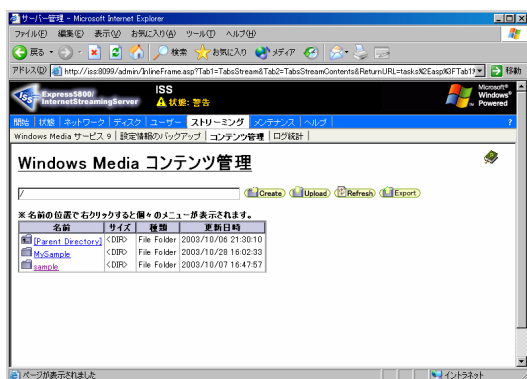 サーバー管理 - Microsoft Internet Explorer
ファイル(F) 編集(E) 表示(V) お気に入り(A) ツール(T) ヘルプ(H)
戻る 検索 お気に入り メディア
アドレス(D) http://iss:8099/admin/InlineFrame.asp?Tab1=TabsStream&Tab2=TabsStreamContents&ReturnURL=tasks%2Easp%3FTab1% 移動
ISS Express5800/ InternetStreamingServer
ISS
状態: 警告
Microsoft® Windows® Powered
開始 状態 ネットワーク ディスク ユーザー ストリーミング メンテナンス ヘルプ ?
Windows Media サービス 9 設定情報のバックアップ コンテンツ管理 ログ統計
Windows Media コンテンツ管理
/ Create Upload Refresh Export
※ 名前の位置で右クリックすると個々のメニューが表示されます。
名前 サイズ 種類 更新日時
[Parent Directory] <DIR> File Folder 2003/10/06 21:30:10
MySample <DIR> File Folder 2003/10/28 16:02:33
sample <DIR> File Folder 2003/10/07 16:47:57
ページが表示されました イントラネット